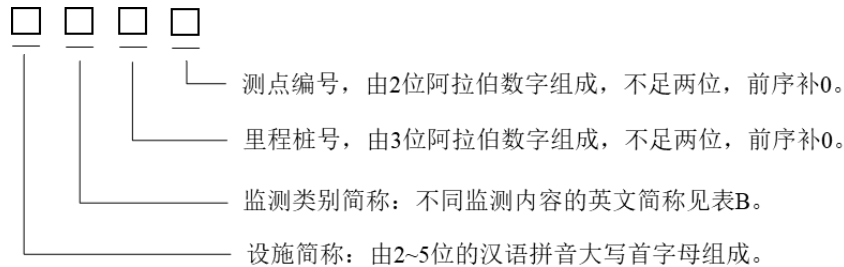 测点编号，由2位阿拉伯数字组成，不足两位，前序补0。
里程桩号，由3位阿拉伯数字组成，不足两位，前序补0。
监测类别简称：不同监测内容的英文简称见表B。
设施简称：由2~5位的汉语拼音大写首字母组成。